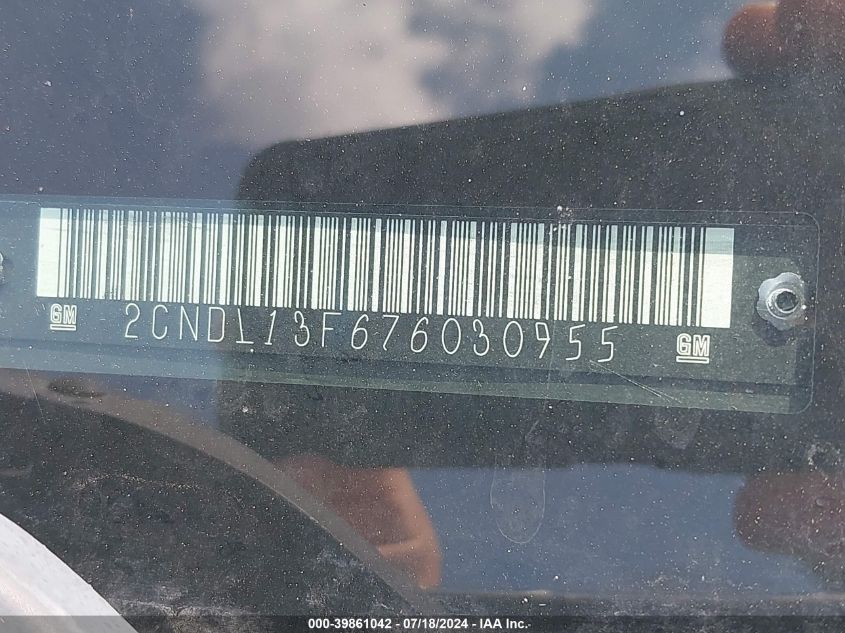 GM 2CNDL13F676030955 GM
000-39861042 / 07/18/2024 - IAA Inc.